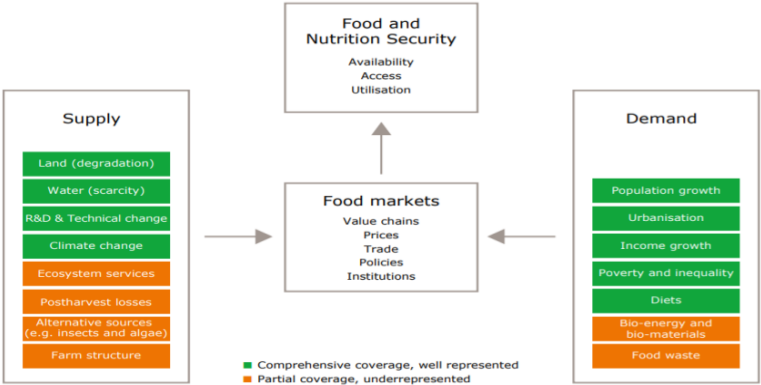 Food and
Nutrition Security
Availability
Access
Utilisation
Supply
Land (degradation)
Water (scarcity)
R&D & Technical change
Climate change
Ecosystem services
Postharvest losses
Alternative sources
(e.g. insects and algae)
Farm structure
Food markets
Value chains
Prices
Trade
Policies
Institutions
Demand
Population growth
Urbanisation
Income growth
Poverty and inequality
Diets
Bio-energy and
bio-materials
Food waste
Comprehensive coverage, well represented
Partial coverage, underrepresented